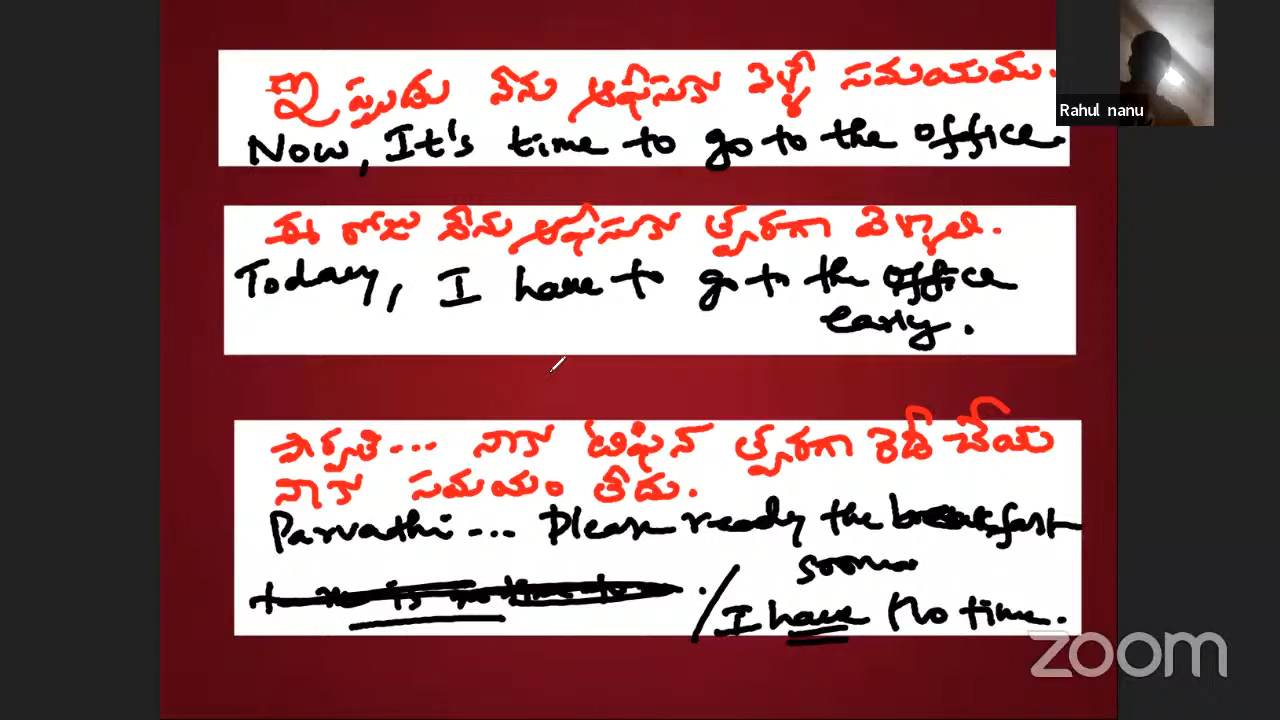 ఇప్పుడు నేను ఆఫీసుకు వెళ్ళే సమయము.
Now, It's time to go to the office.
ఈ రోజు నేను ఆఫీసుకు త్వరగా వెళ్ళాలి.
Today, I have to go to the office
early.
పార్వతి... నాకు టిఫిన్ త్వరగా రెడీ చేయి
నాకు సమయం లేదు.
Parvathi... Please ready the breakfast
soon
/ I have no time.
Rahul nanu
zoom